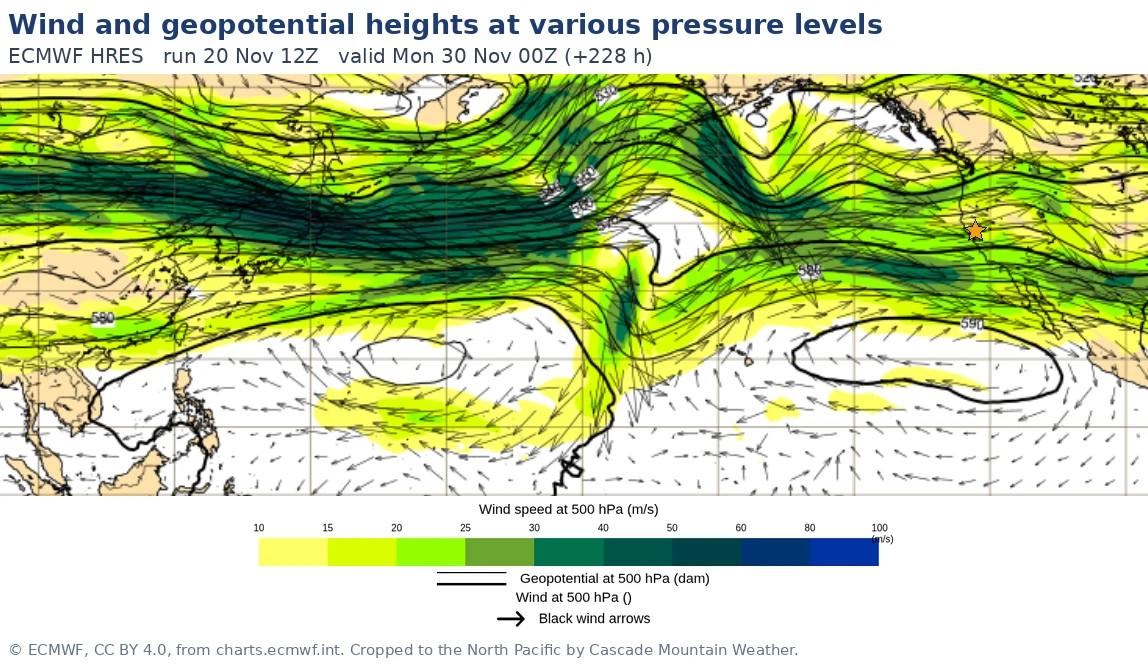 Wind and geopotential heights at various pressure levels
ECMWF HRES run 20 Nov 12Z valid Mon 30 Nov 00Z (+228 h)
580
580
590
Wind speed at 500 hPa (m/s)
10 15 20 25 30 40 50 60 80 100
(m/s)
Geopotential at 500 hPa (dam)
Wind at 500 hPa ()
Black wind arrows
© ECMWF, CC BY 4.0, from charts.ecmwf.int. Cropped to the North Pacific by Cascade Mountain Weather.